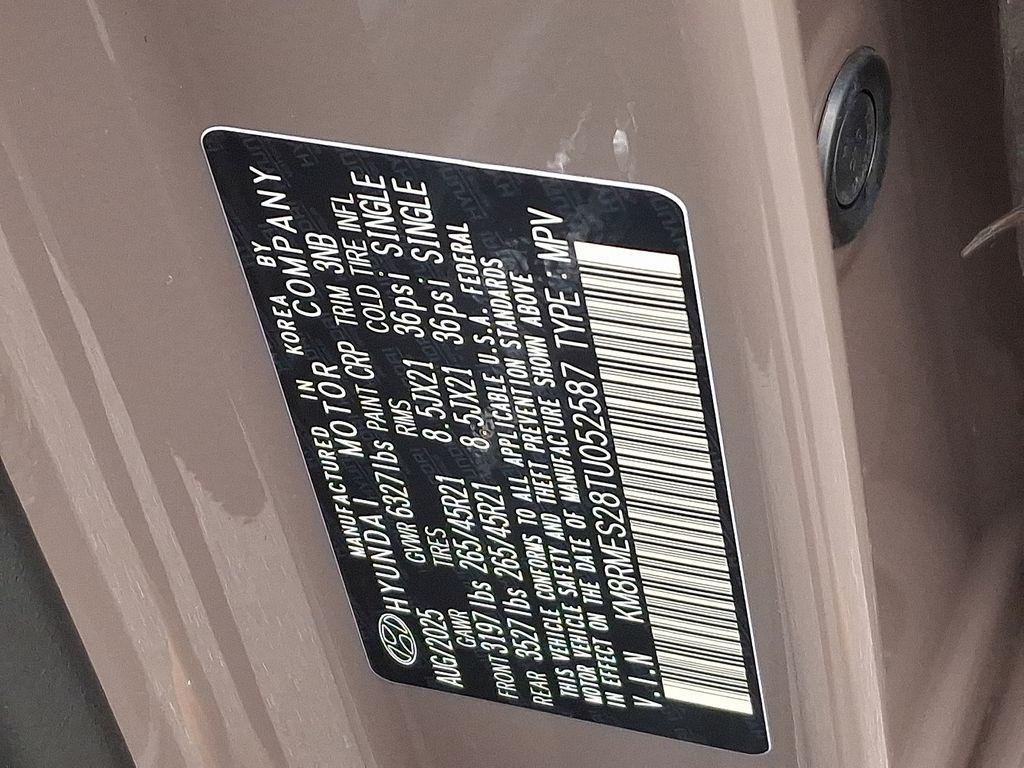 MANUFACTURED IN KOREA BY
HYUNDAI MOTOR COMPANY
AUG/2025 GVWR 6327lbs PAINT CRP TRIM 3NB
GAWR TIRES RIMS COLD TIRE INFL
FRONT 3197lbs 265/45R21 8.5JX21 36psi SINGLE
REAR 3527lbs 265/45R21 8.5JX21 36psi SINGLE
THIS VEHICLE CONFORMS TO ALL APPLICABLE U.S.A. FEDERAL
MOTOR VEHICLE SAFETY AND THEFT PREVENTION STANDARDS
IN EFFECT ON THE DATE OF MANUFACTURE SHOWN ABOVE
V.I.N KM8RMES28TU052587 TYPE : MPV